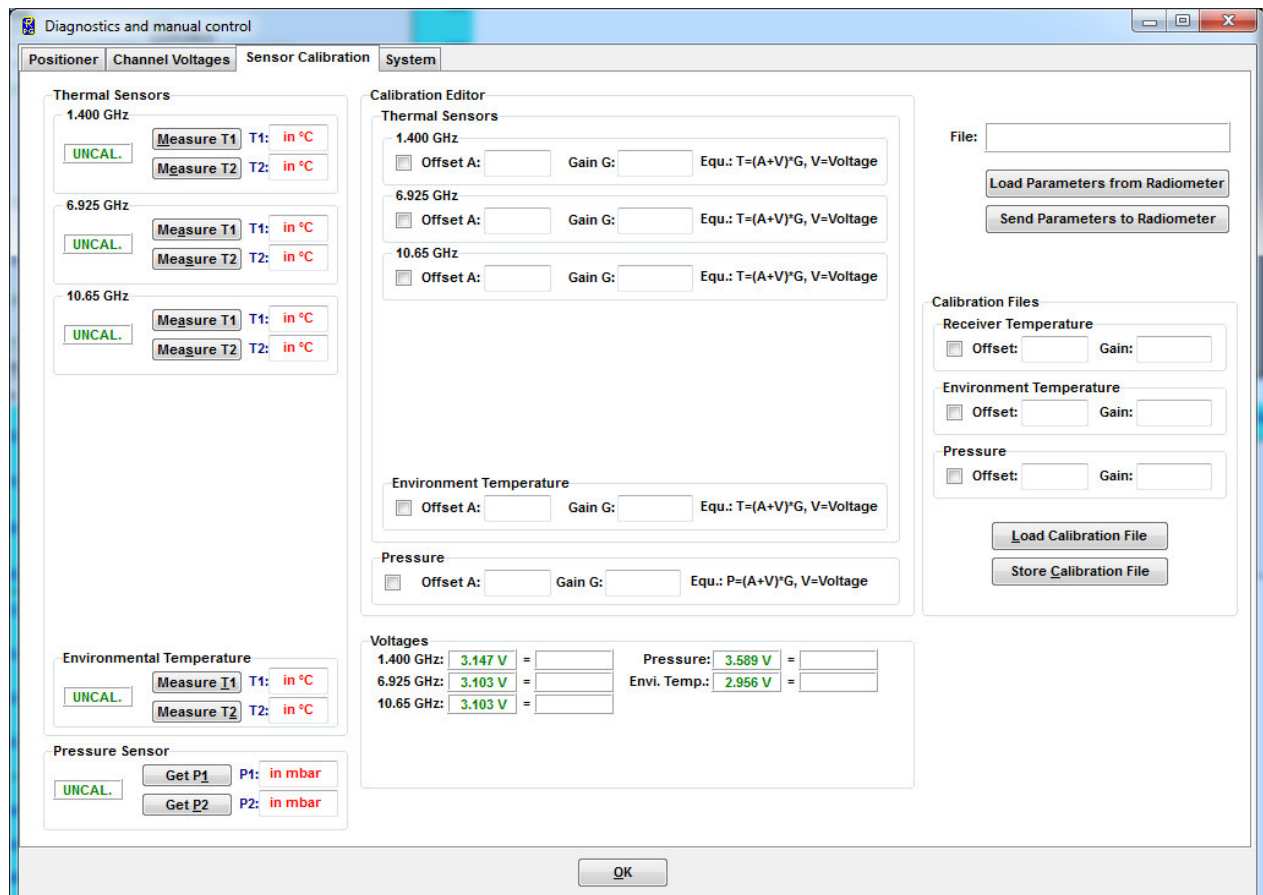 Diagnostics and manual control
Positioner Channel Voltages Sensor Calibration System
Thermal Sensors
1.400 GHz
UNCAL.
Measure T1 T1: in °C
Measure T2 T2: in °C
6.925 GHz
UNCAL.
Measure T1 T1: in °C
Measure T2 T2: in °C
10.65 GHz
UNCAL.
Measure T1 T1: in °C
Measure T2 T2: in °C
Environmental Temperature
UNCAL.
Measure T1 T1: in °C
Measure T2 T2: in °C
Pressure Sensor
UNCAL.
Get P1 P1: in mbar
Get P2 P2: in mbar
Calibration Editor
Thermal Sensors
1.400 GHz
Offset A: Gain G: Equ.: T=(A+V)*G, V=Voltage
6.925 GHz
Offset A: Gain G: Equ.: T=(A+V)*G, V=Voltage
10.65 GHz
Offset A: Gain G: Equ.: T=(A+V)*G, V=Voltage
Environment Temperature
Offset A: Gain G: Equ.: T=(A+V)*G, V=Voltage
Pressure
Offset A: Gain G: Equ.: P=(A+V)*G, V=Voltage
Voltages
1.400 GHz: 3.147 V = Pressure: 3.589 V =
6.925 GHz: 3.103 V = Envi. Temp.: 2.956 V =
10.65 GHz: 3.103 V =
File:
Load Parameters from Radiometer
Send Parameters to Radiometer
Calibration Files
Receiver Temperature
Offset: Gain:
Environment Temperature
Offset: Gain:
Pressure
Offset: Gain:
Load Calibration File
Store Calibration File
OK